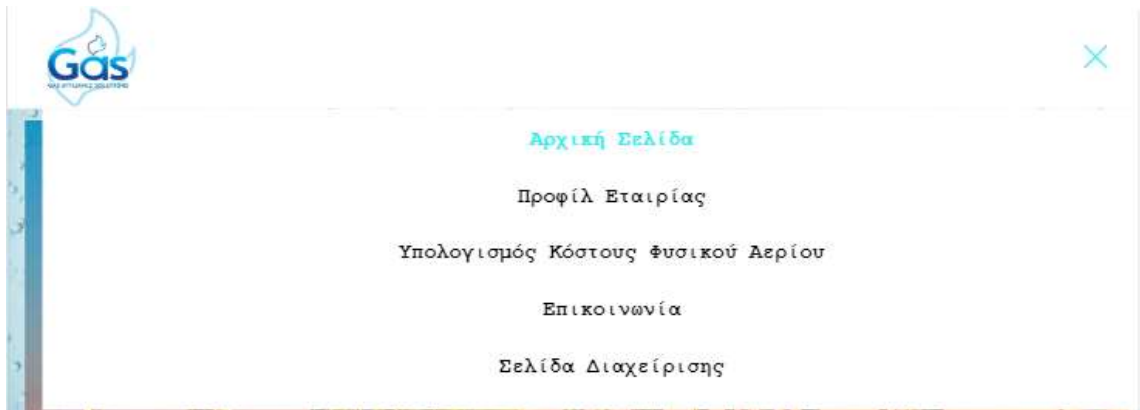 Gas
Αρχική Σελίδα
Προφίλ Εταιρίας
Υπολογισμός Κόστους Φυσικού Αερίου
Επικοινωνία
Σελίδα Διαχείρισης